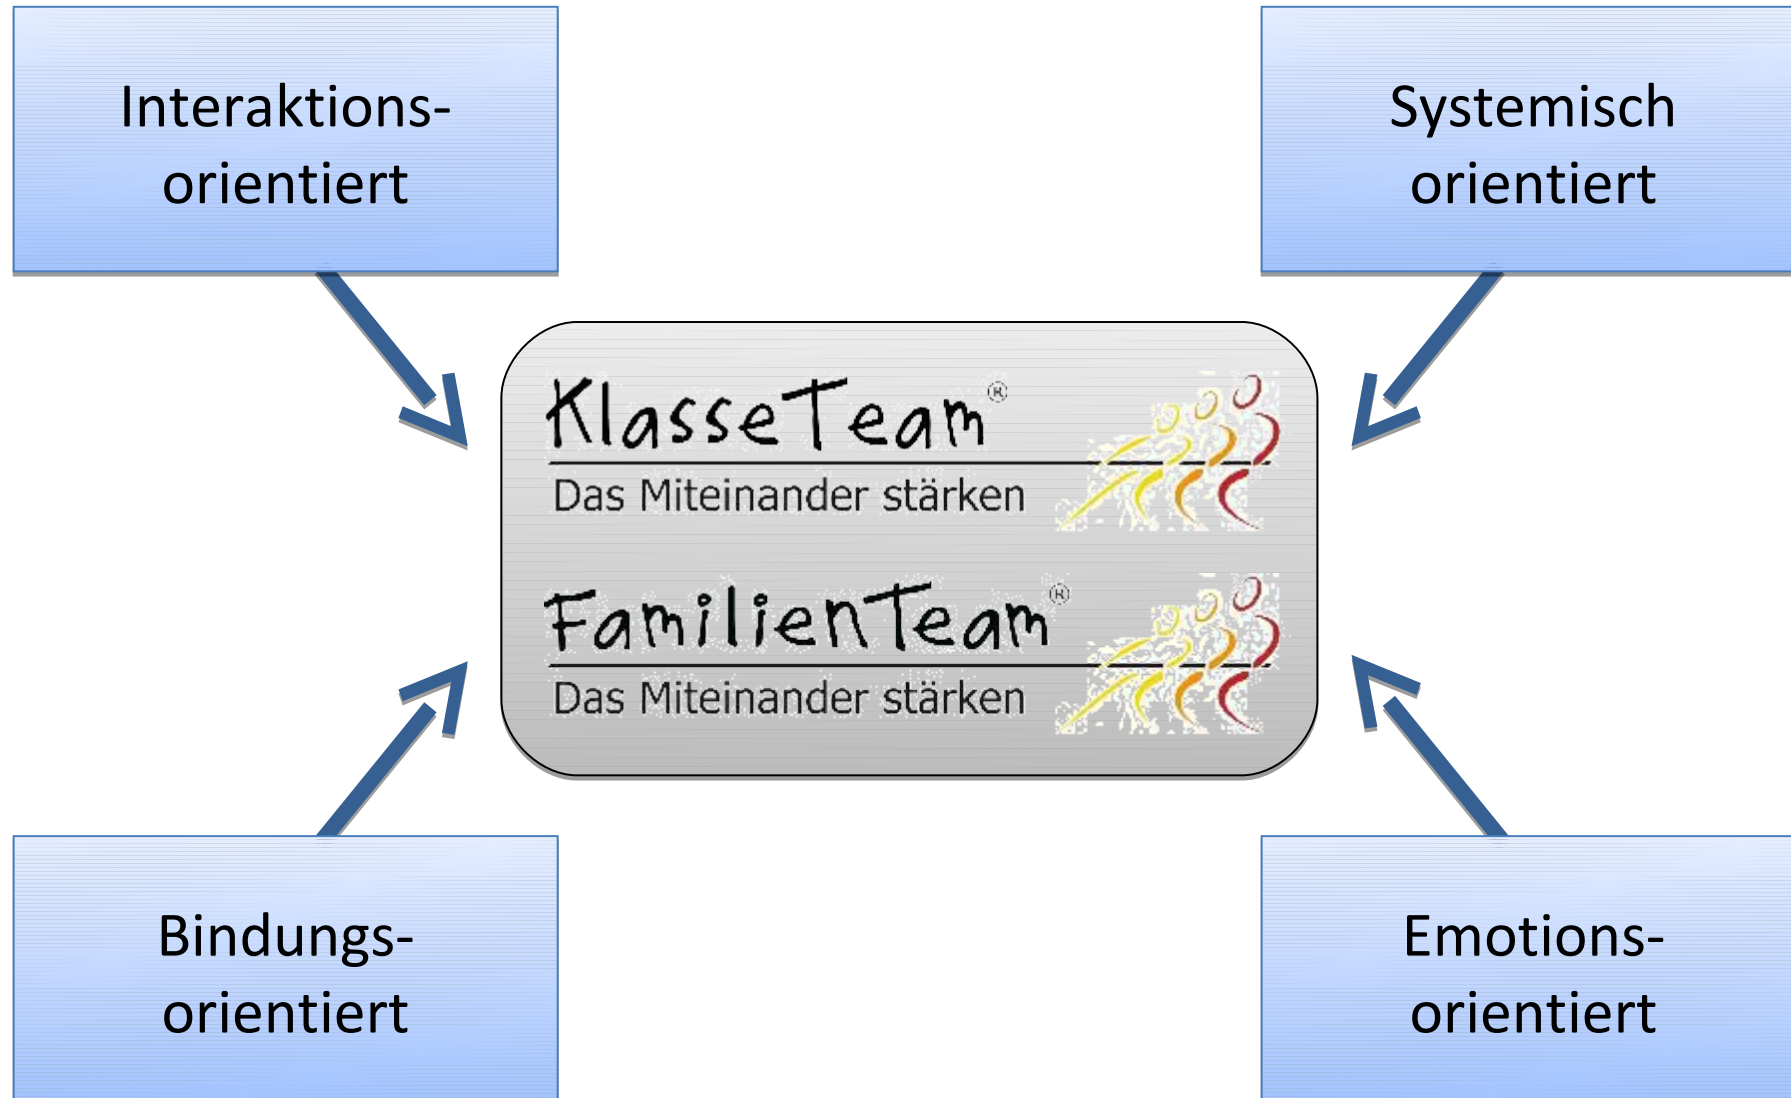 Interaktions-
orientiert
Systemisch
orientiert
KlasseTeam®
Das Miteinander stärken
FamilienTeam®
Das Miteinander stärken
Bindungs-
orientiert
Emotions-
orientiert